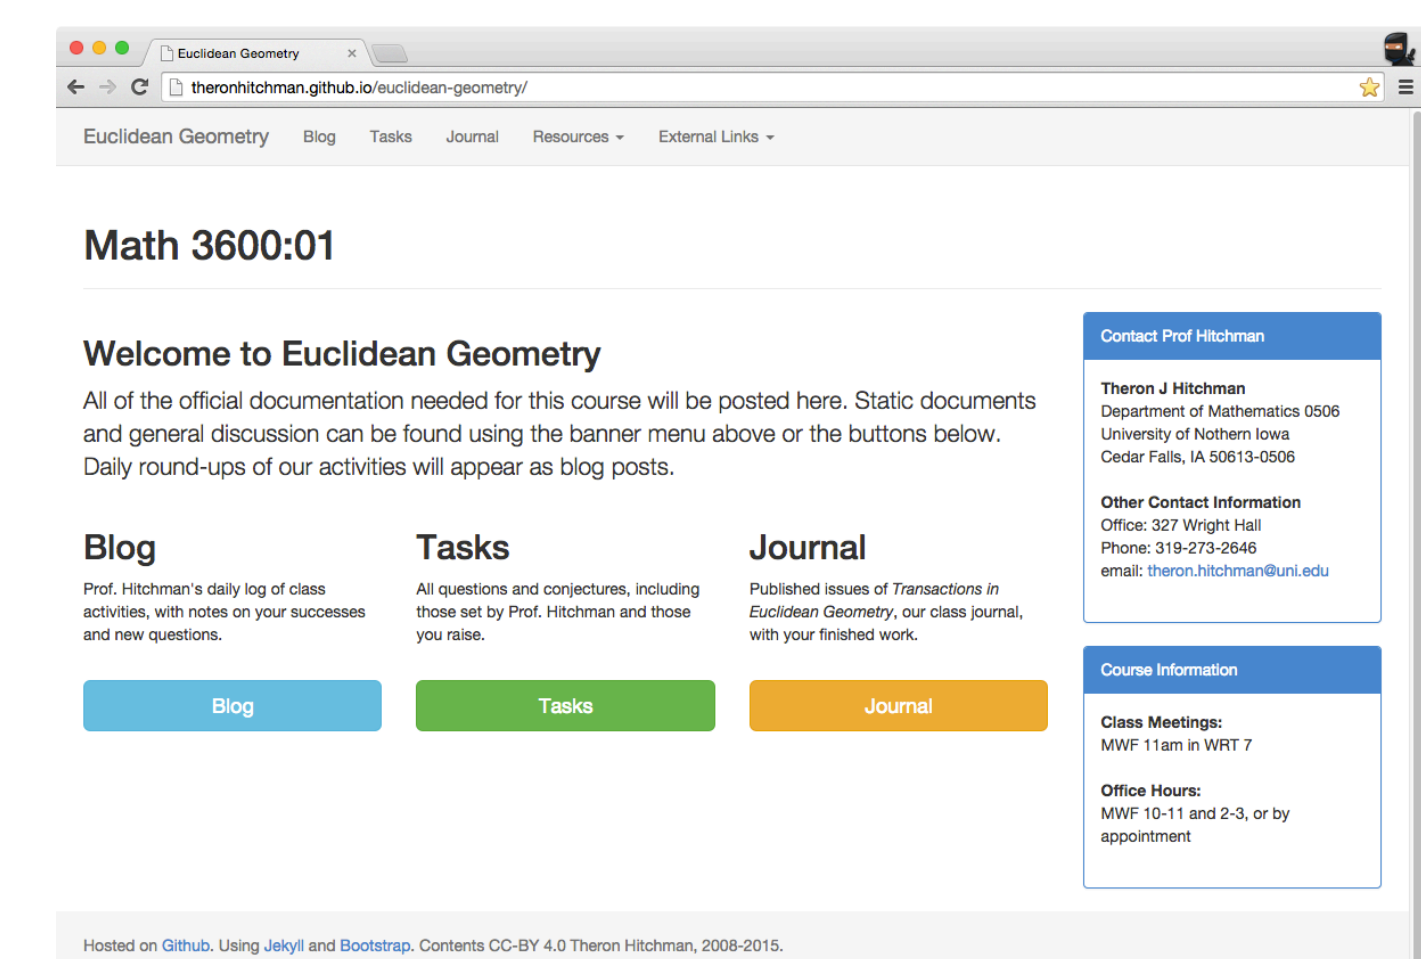 Euclidean Geometry
theronhitchman.github.io/euclidean-geometry/
Euclidean Geometry Blog Tasks Journal Resources External Links
Math 3600:01
Welcome to Euclidean Geometry
All of the official documentation needed for this course will be posted here. Static documents
and general discussion can be found using the banner menu above or the buttons below.
Daily round-ups of our activities will appear as blog posts.
Blog
Prof. Hitchman's daily log of class
activities, with notes on your successes
and new questions.
Blog
Tasks
All questions and conjectures, including
those set by Prof. Hitchman and those
you raise.
Tasks
Journal
Published issues of Transactions in
Euclidean Geometry, our class journal,
with your finished work.
Journal
Contact Prof Hitchman
Theron J Hitchman
Department of Mathematics 0506
University of Nothern Iowa
Cedar Falls, IA 50613-0506
Other Contact Information
Office: 327 Wright Hall
Phone: 319-273-2646
email: theron.hitchman@uni.edu
Course Information
Class Meetings:
MWF 11am in WRT 7
Office Hours:
MWF 10-11 and 2-3, or by
appointment
Hosted on Github. Using Jekyll and Bootstrap. Contents CC-BY 4.0 Theron Hitchman, 2008-2015.